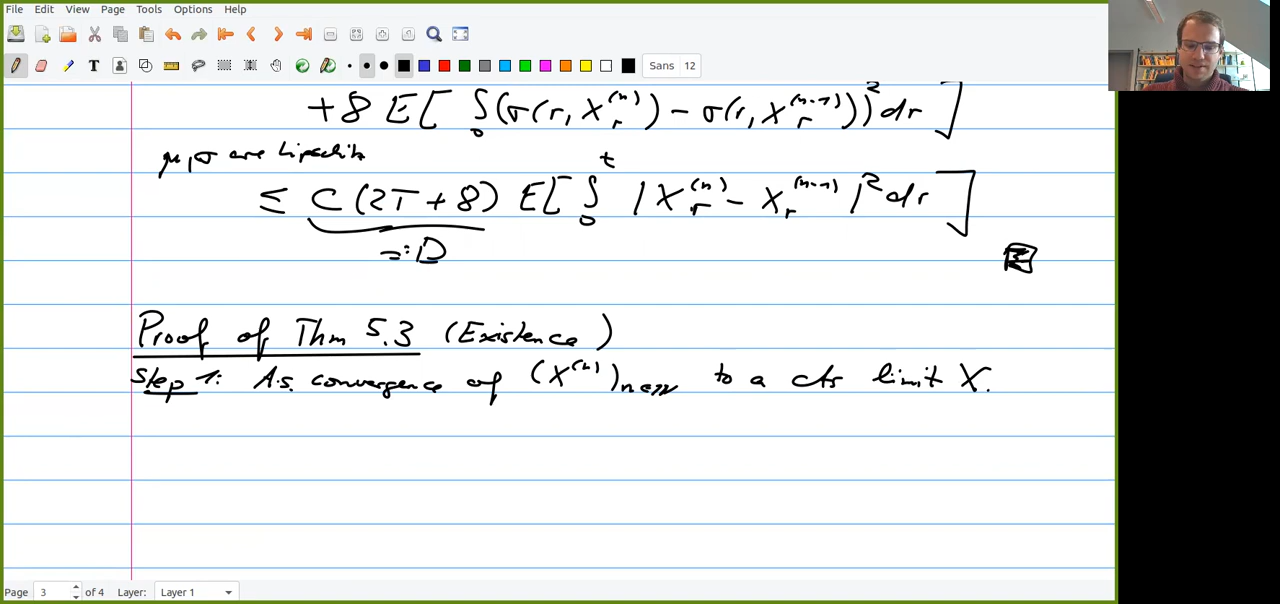 File Edit View Page Tools Options Help
Sans 12
+8 E[ ∫₀ (σ(r, X_r^(n)) − σ(r, X_r^(n-1)))² dr ]
μ, σ are Lipschitz
≤ C(2T + 8) E[ ∫₀^t |X_r^(n) − X_r^(n-1)|² dr ]
=: D
Proof of Thm 5.3 (Existence)
Step 1: A.s. convergence of (X^(n))_{n∈ℕ} to a cts limit X.
Page 3 of 4 Layer: Layer 1